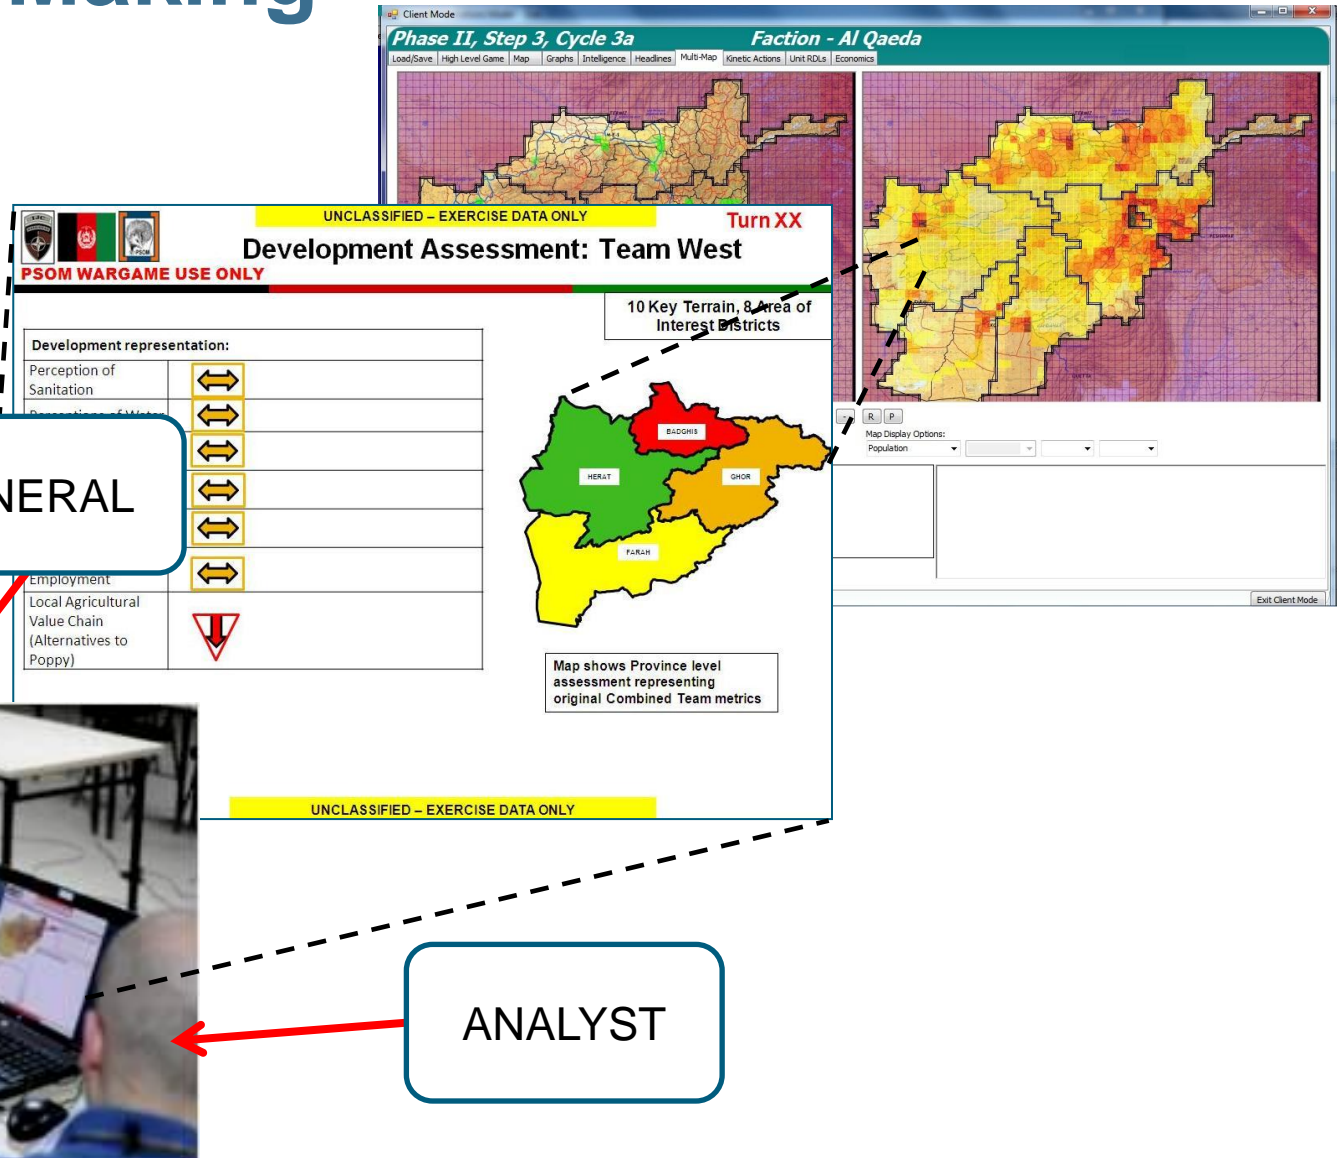 Making
Client Mode
Phase II, Step 3, Cycle 3a
Faction - Al Qaeda
Load/Save High Level Game Map Graphs Intelligence Headlines Multi-Map Kinetic Actions Unit RDLs Economics
UNCLASSIFIED – EXERCISE DATA ONLY
Turn XX
Development Assessment: Team West
PSOM WARGAME USE ONLY
10 Key Terrain, 8 Area of
Interest Districts
Development representation:
Perception of
Sanitation
Perceptions of Water
NERAL
Employment
Local Agricultural
Value Chain
(Alternatives to
Poppy)
BADGHIS
HERAT
GHOR
FARAH
Map shows Province level
assessment representing
original Combined Team metrics
UNCLASSIFIED – EXERCISE DATA ONLY
- R P
Map Display Options:
Population
Exit Client Mode
ANALYST